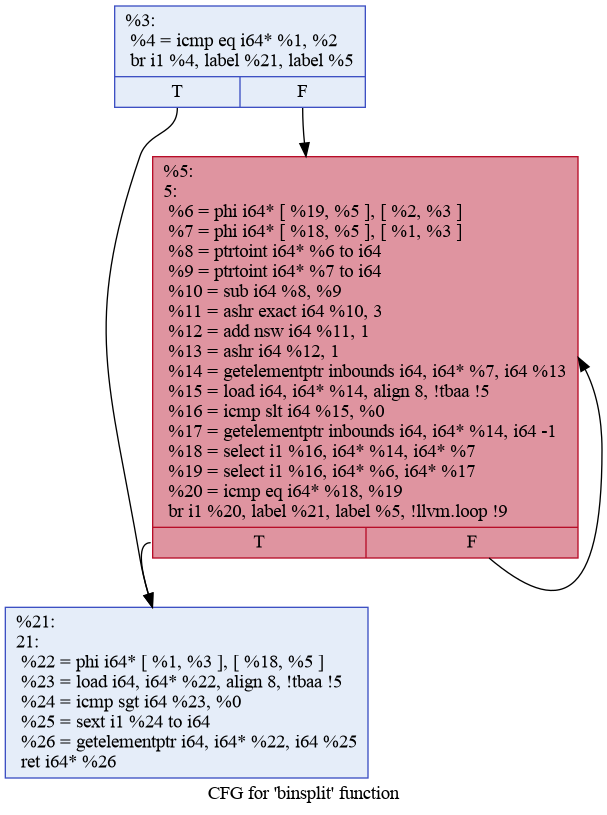 %3:
%4 = icmp eq i64* %1, %2
br i1 %4, label %21, label %5
T F
%5:
5:
%6 = phi i64* [ %19, %5 ], [ %2, %3 ]
%7 = phi i64* [ %18, %5 ], [ %1, %3 ]
%8 = ptrtoint i64* %6 to i64
%9 = ptrtoint i64* %7 to i64
%10 = sub i64 %8, %9
%11 = ashr exact i64 %10, 3
%12 = add nsw i64 %11, 1
%13 = ashr i64 %12, 1
%14 = getelementptr inbounds i64, i64* %7, i64 %13
%15 = load i64, i64* %14, align 8, !tbaa !5
%16 = icmp slt i64 %15, %0
%17 = getelementptr inbounds i64, i64* %14, i64 -1
%18 = select i1 %16, i64* %14, i64* %7
%19 = select i1 %16, i64* %6, i64* %17
%20 = icmp eq i64* %18, %19
br i1 %20, label %21, label %5, !llvm.loop !9
T F
%21:
21:
%22 = phi i64* [ %1, %3 ], [ %18, %5 ]
%23 = load i64, i64* %22, align 8, !tbaa !5
%24 = icmp sgt i64 %23, %0
%25 = sext i1 %24 to i64
%26 = getelementptr i64, i64* %22, i64 %25
ret i64* %26
CFG for 'binsplit' function